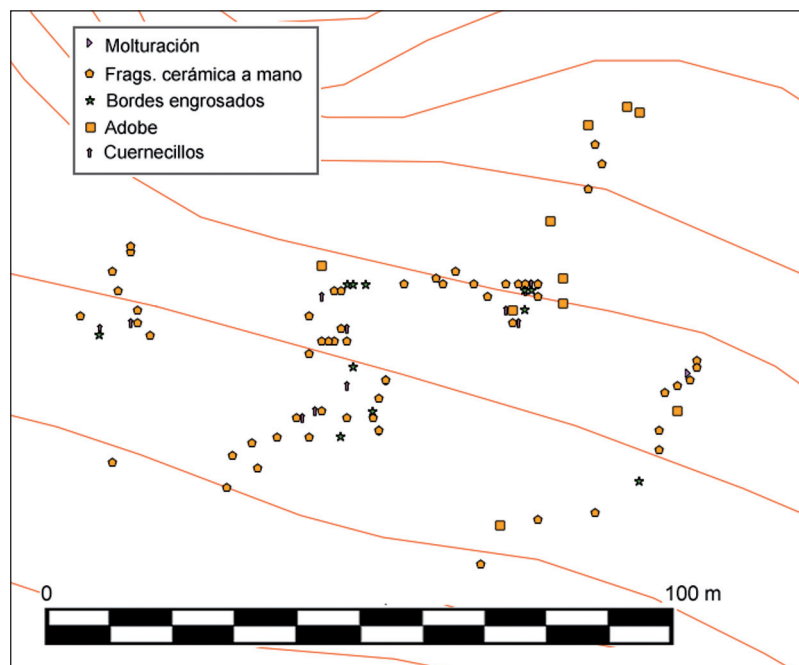 Molturación
Frags. cerámica a mano
Bordes engrosados
Adobe
Cuernecillos
0
100 m